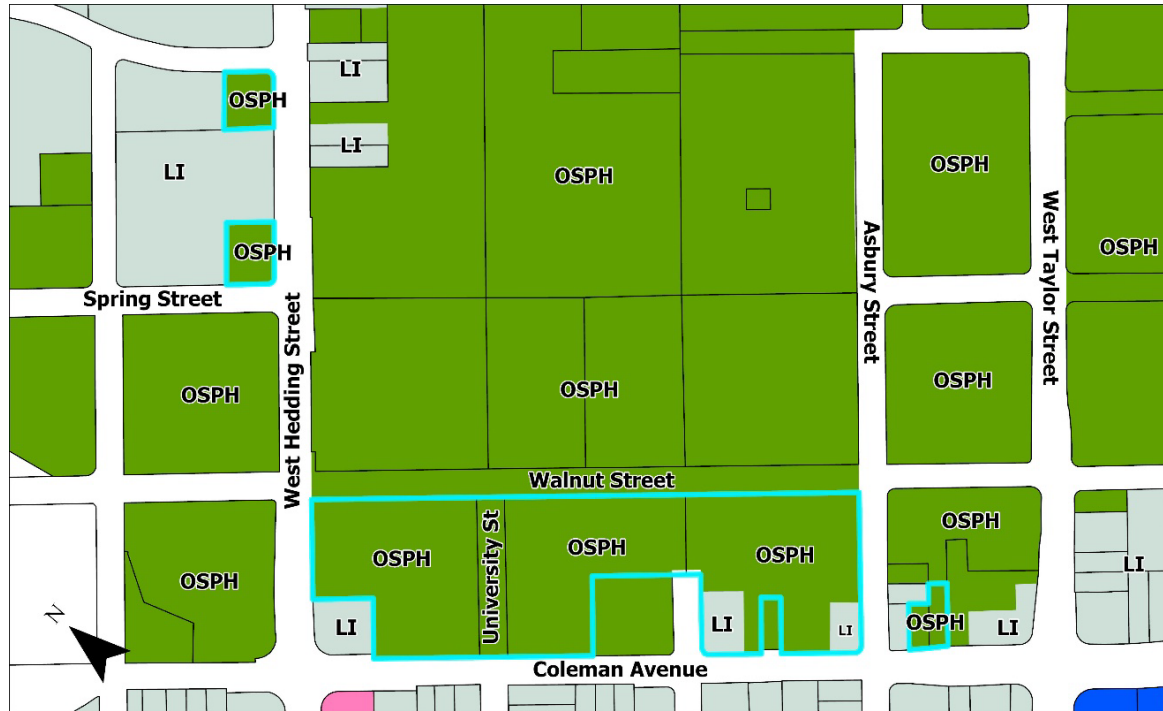 LI
OSPH
LI
LI
OSPH
OSPH
OSPH
OSPH
Spring Street
West Hedding Street
Asbury Street
West Taylor Street
OSPH
OSPH
OSPH
Walnut Street
OSPH
University St
OSPH
OSPH
OSPH
OSPH
LI
N
LI
LI
LI
OSPH
LI
Coleman Avenue